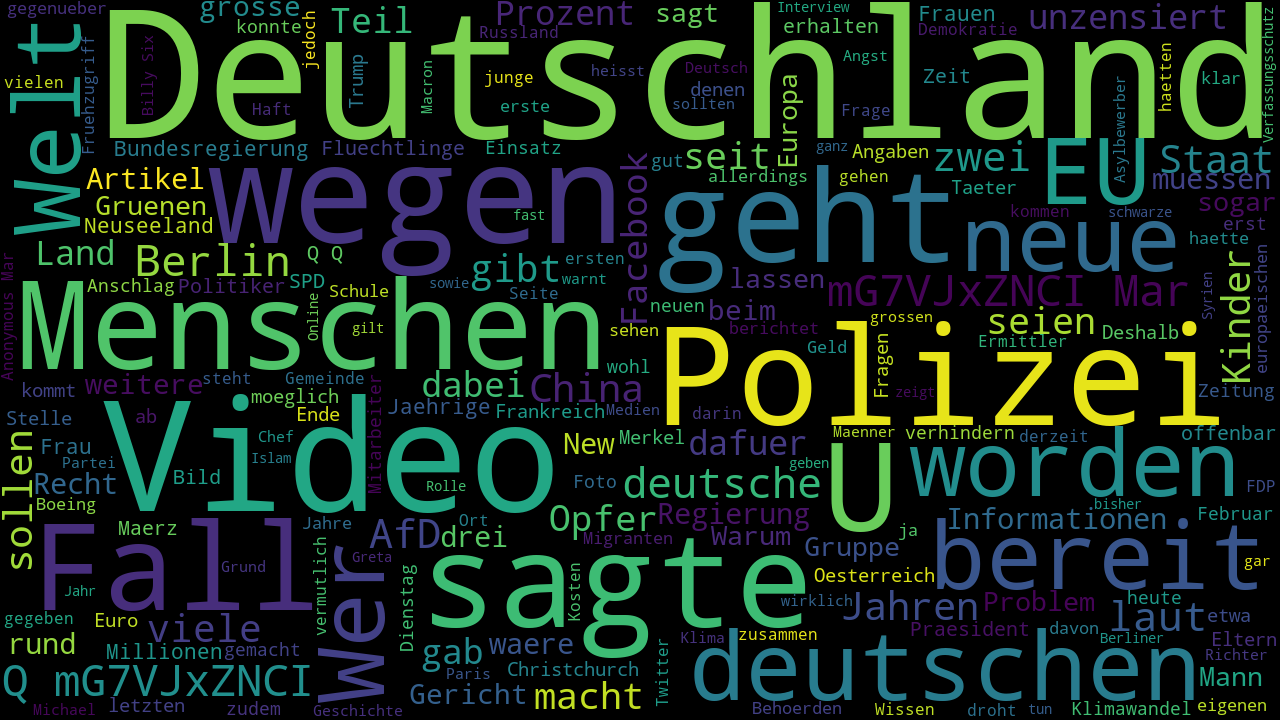 gegenueber
grosse
konnte
jedoch
Teil
Prozent
sagt
Interview
erhalten
Frauen
Demokratie
unzensiert
Verfassungsschutz
Welt
vielen
Fruehzugriff
Billy Six
Deutschland
Haft
Trump
Macron
Russland
junge
erste
heisst
Deutsch
denen
sollten
Europa
Angst
Frage
Zeit
haetten
klar
Bundesregierung
Fluechtlinge
Einsatz
Facebook
gut
seit
allerdings
ganz
Angaben
gehen
zwei
Taeter
EU
Asylbewerber
Staat
muessen
Artikel
Gruenen
Neuseeland
wegen
fast
geht
neue
kommen
schwarze
sogar
erst
haette
europaeischen
Land
Berlin
Q Q
gibt
ersten
warnt
sowie
Seite
lassen
mG7VJxZNCI Mar
Syrien
Kinder
Anonymous Mar
Anschlag
Politiker
SPD
Online
Schule
gilt
Menschen
sehen
neuen
beim
berichtet
Geld
grossen
Fragen
seien
Ermittler
Deshalb
Polizei
zeigt
wohl
kommt
weitere
steht
Gemeinde
moeglich
Ende
Mitarbeiter
dabei
Jaehrige
China
Frankreich
Medien
darin
Zeitung
Stelle
ab
Frau
Partei
Recht
Boeing
sollen
Video
Bild
Chef
Islam
Rolle
New
Foto
Merkel
dafuer
deutsche
geben
Maenner
verhindern
derzeit
offenbar
U
worden
FDP
bisher
Fall
Maerz
Jahre
Grund
Jahr
Wer
vermutlich
AfD
Greta
drei
Ort
Opfer
Migranten
Regierung
Warum
Gruppe
ja
Informationen
Februar
bereit
gar
Oesterreich
gegeben
Euro
viele
Dienstag
sagte
Kosten
wirklich
Jahren
Problem
laut
heute
etwa
rund
Millionen
gemacht
gab
waere
Paris
Christchurch
Twitter
Klima
zusammen
Praesident
davon
Berliner
Eltern
Richter
Q mG7VJxZNCI
deutschen
Mann
Michael
letzten
zudem
Geschichte
Gericht
macht
Behoerden
Wissen
droht
tun
Klimawandel
eigenen